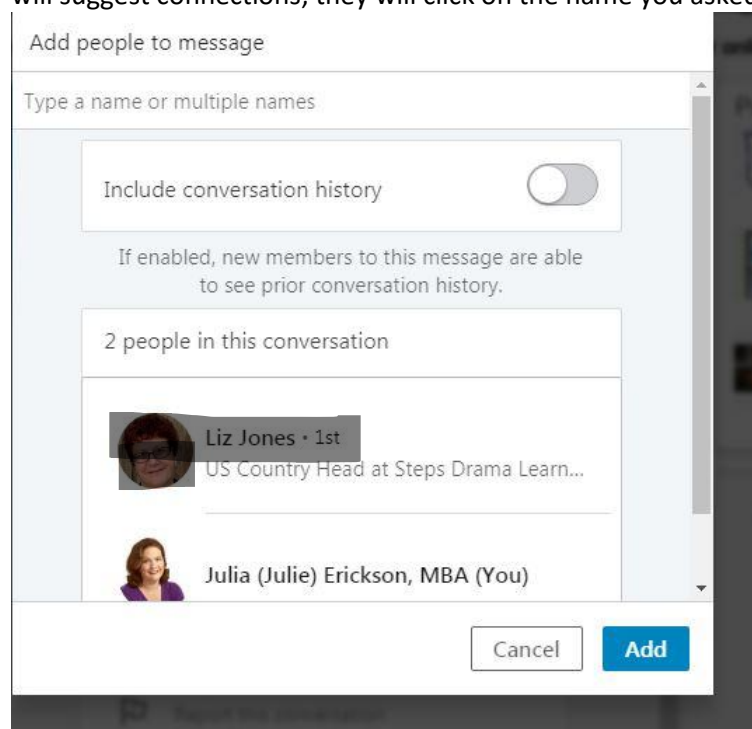 will suggest connections, they will click on the name you asked
Add people to message
Type a name or multiple names
Include conversation history
If enabled, new members to this message are able
to see prior conversation history.
2 people in this conversation
Liz Jones • 1st
US Country Head at Steps Drama Learn...
Julia (Julie) Erickson, MBA (You)
Cancel
Add
Report this conversation